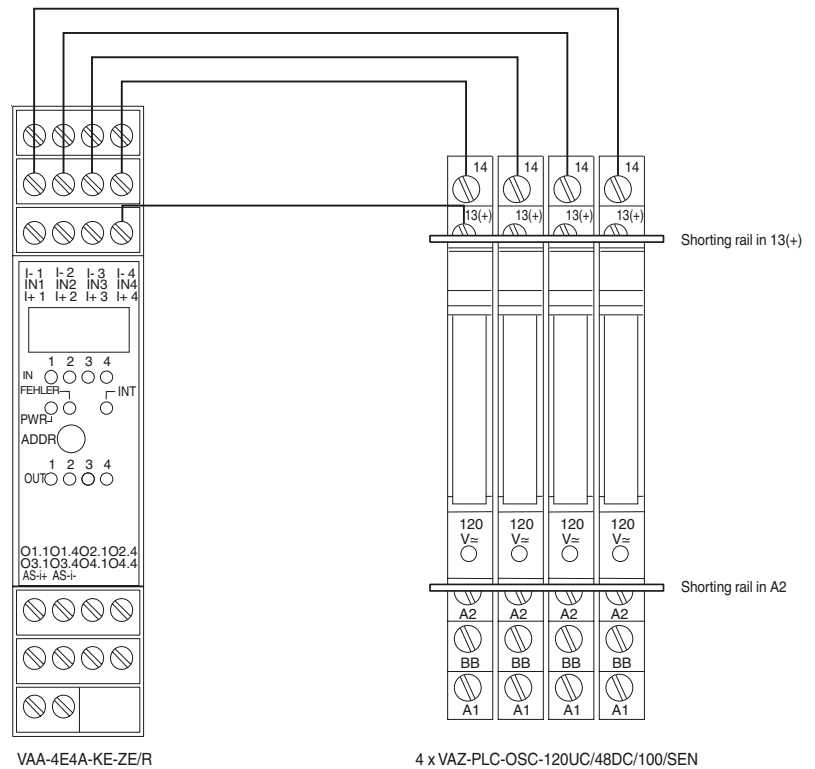 14 14 14 14
13(+) 13(+) 13(+) 13(+)
Shorting rail in 13(+)
I- 1 I- 2 I- 3 I- 4
IN1 IN2 IN3 IN4
I+ 1 I+ 2 I+ 3 I+ 4
1 2 3 4
IN
FEHLER INT
PWR
ADDR
1 2 3 4
OUT
120 120 120 120
V≃ V≃ V≃ V≃
O1.1O1.4O2.1O2.4
O3.1O3.4O4.1O4.4
AS-i+ AS-i-
Shorting rail in A2
A2 A2 A2 A2
BB BB BB BB
A1 A1 A1 A1
VAA-4E4A-KE-ZE/R
4 x VAZ-PLC-OSC-120UC/48DC/100/SEN